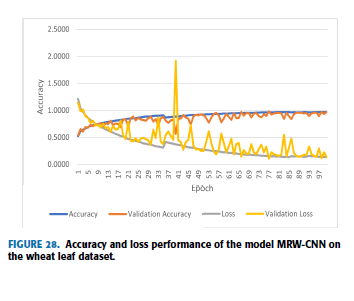 2.5000
2.0000
1.5000
1.0000
0.5000
0.0000
Accuracy
1 5 9 13 17 21 25 29 33 37 41 45 49 53 57 61 65 69 73 77 81 85 89 93 97
Epoch
Accuracy Validation Accuracy Loss Validation Loss
FIGURE 28. Accuracy and loss performance of the model MRW-CNN on
the wheat leaf dataset.